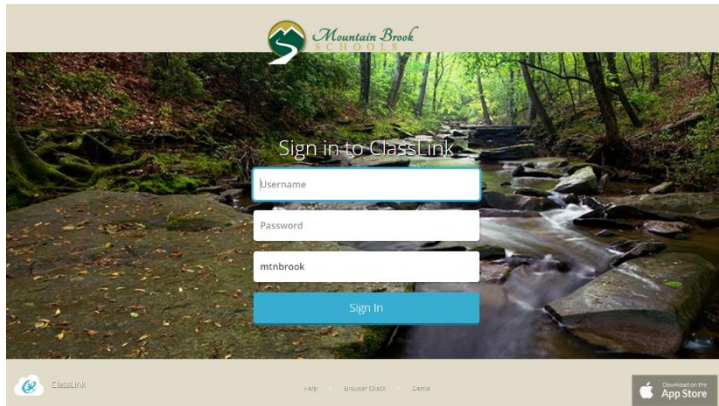 Mountain Brook
SCHOOLS
Sign in to ClassLink
Username
Password
mtnbrook
Sign In
ClassLink
Help
Browser Check
Download on the
App Store